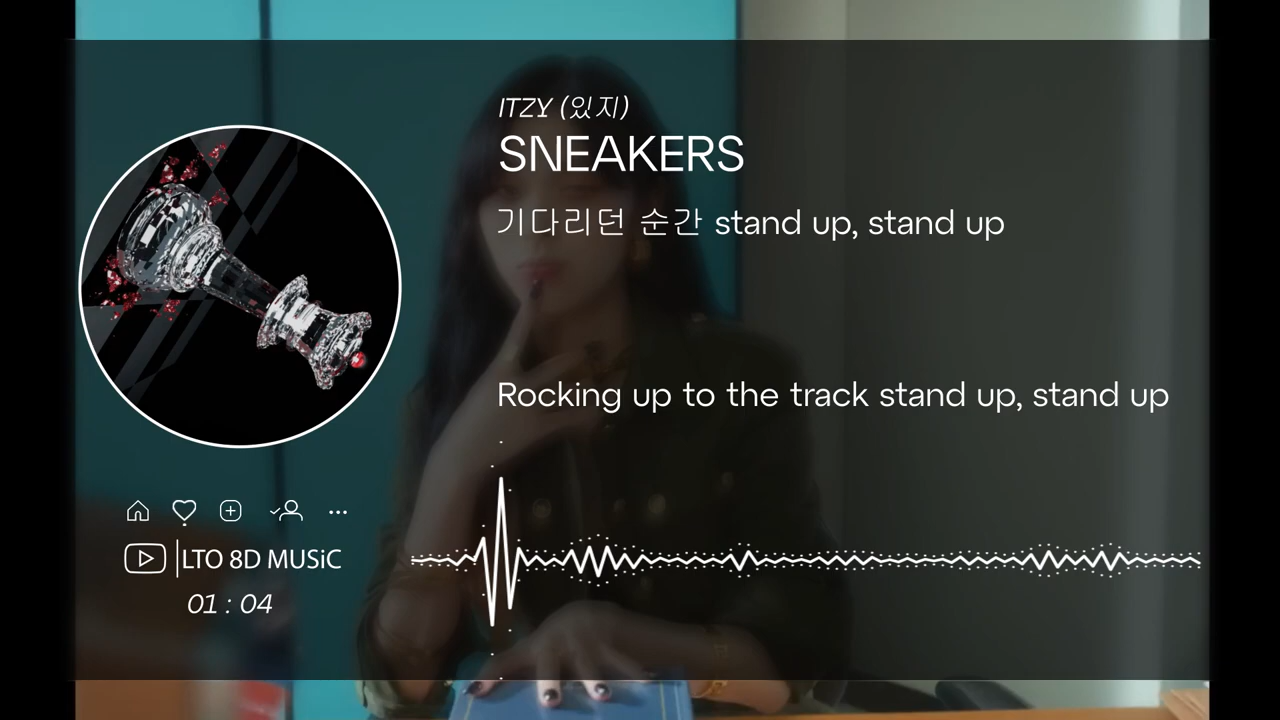 ITZY (있지)
SNEAKERS
기다리던 순간 stand up, stand up
Rocking up to the track stand up, stand up
LTO 8D MUSiC
01 : 04